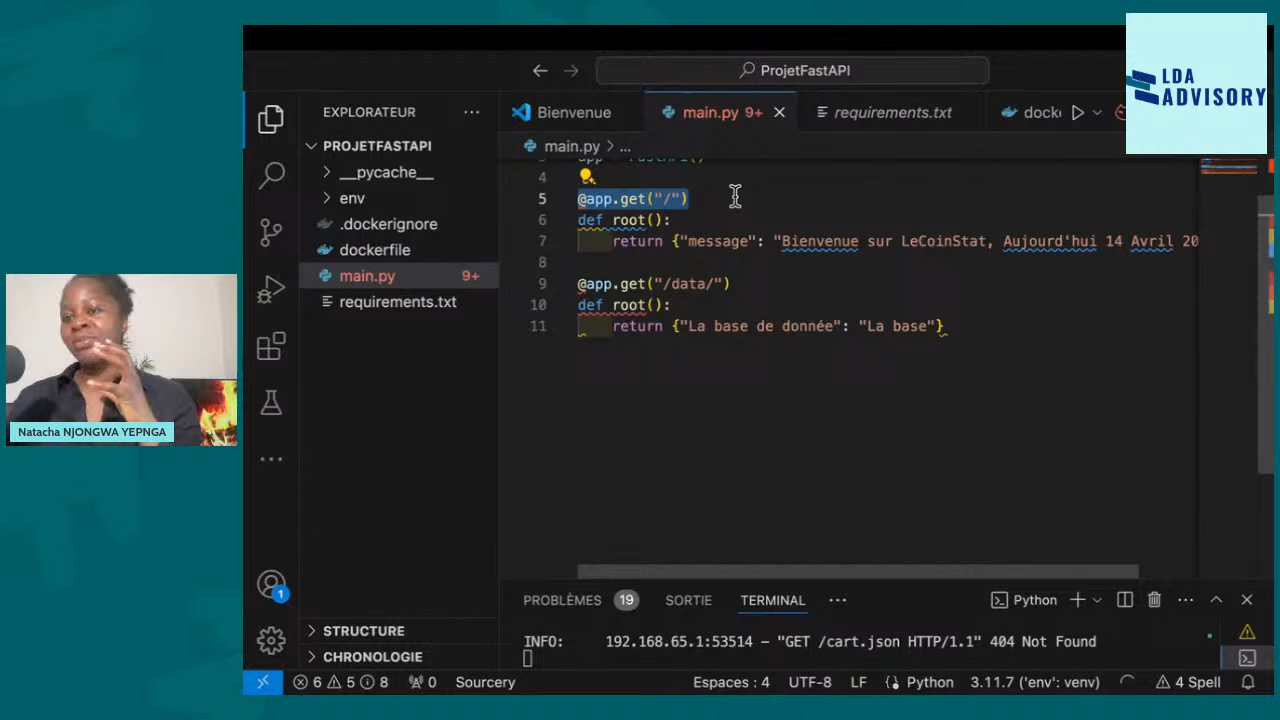 LDA
ADVISORY
ProjetFastAPI
EXPLORATEUR
Bienvenue
main.py 9+
requirements.txt
docke
PROJETFASTAPI
main.py > ...
__pycache__
env
.dockerignore
dockerfile
main.py 9+
requirements.txt
4
5 @app.get("/")
6 def root():
7 return {"message": "Bienvenue sur LeCoinStat, Aujourd'hui 14 Avril 20
8
9 @app.get("/data/")
10 def root():
11 return {"La base de donnée": "La base"}
Natacha NJONGWA YEPNGA
1
PROBLÈMES 19 SORTIE TERMINAL ... Python
STRUCTURE
CHRONOLOGIE
INFO: 192.168.65.1:53514 - "GET /cart.json HTTP/1.1" 404 Not Found
6 5 8 0 Sourcery Espaces : 4 UTF-8 LF Python 3.11.7 ('env': venv) 4 Spell